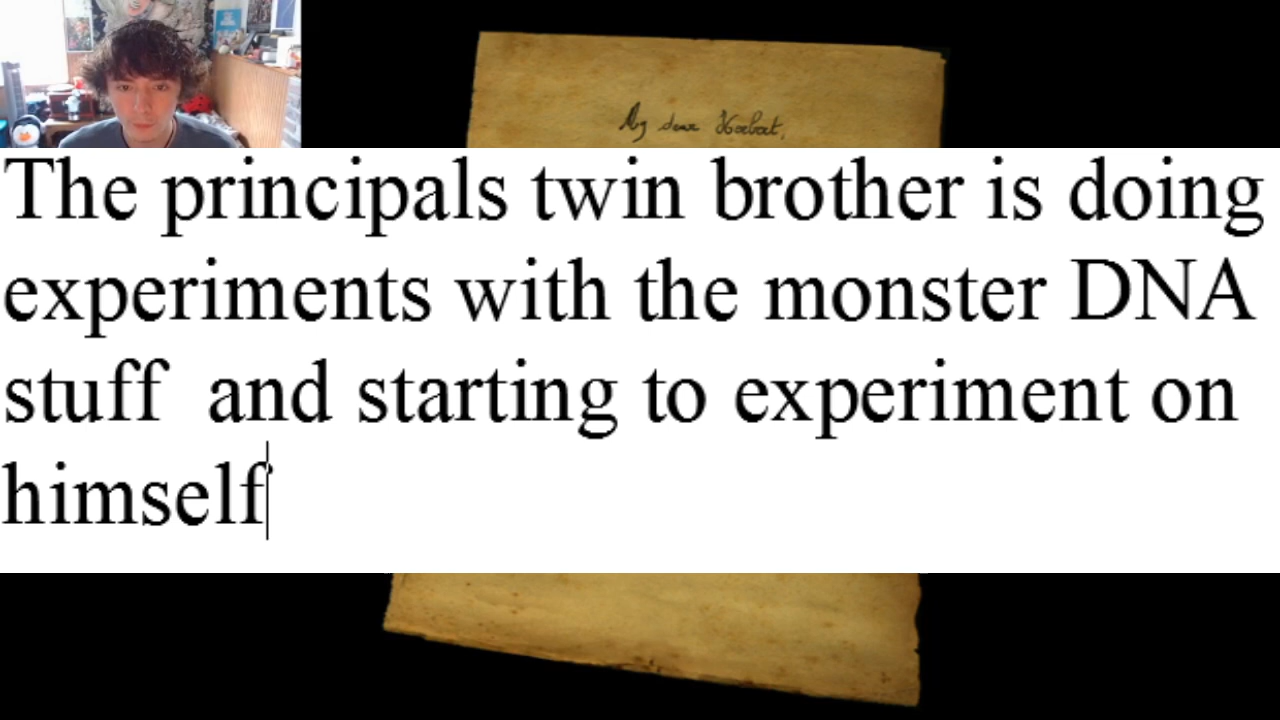 My dear Herbert,
The principals twin brother is doing
experiments with the monster DNA
stuff  and starting to experiment on
himself